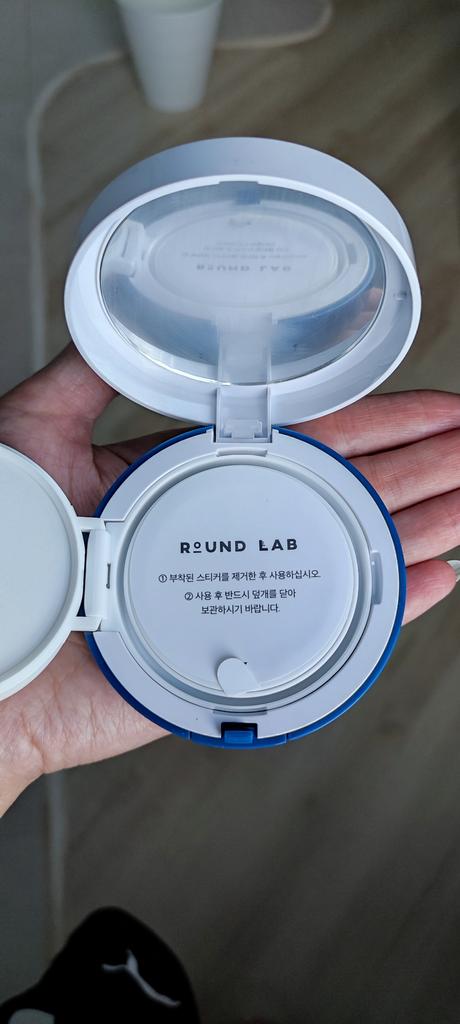 ROUND LAB
① 부착된 스티커를 제거한 후 사용하십시오.
② 사용 후 반드시 덮개를 닫아
보관하시기 바랍니다.